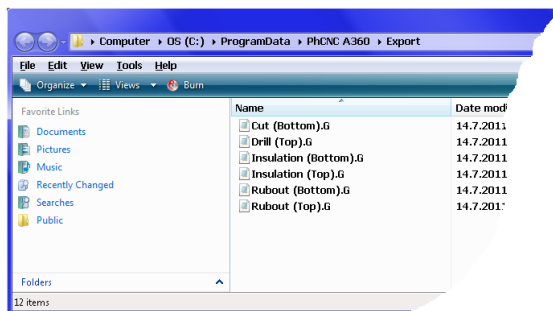 Computer ▸ OS (C:) ▸ ProgramData ▸ PhCNC A360 ▸ Export
File Edit View Tools Help
Organize Views Burn
Favorite Links
Documents
Pictures
Music
Recently Changed
Searches
Public
Folders
Name Date mod
Cut (Bottom).G 14.7.2011
Drill (Top).G 14.7.2011
Insulation (Bottom).G 14.7.2011
Insulation (Top).G 14.7.2011
Rubout (Bottom).G 14.7.2011
Rubout (Top).G 14.7.201
12 items